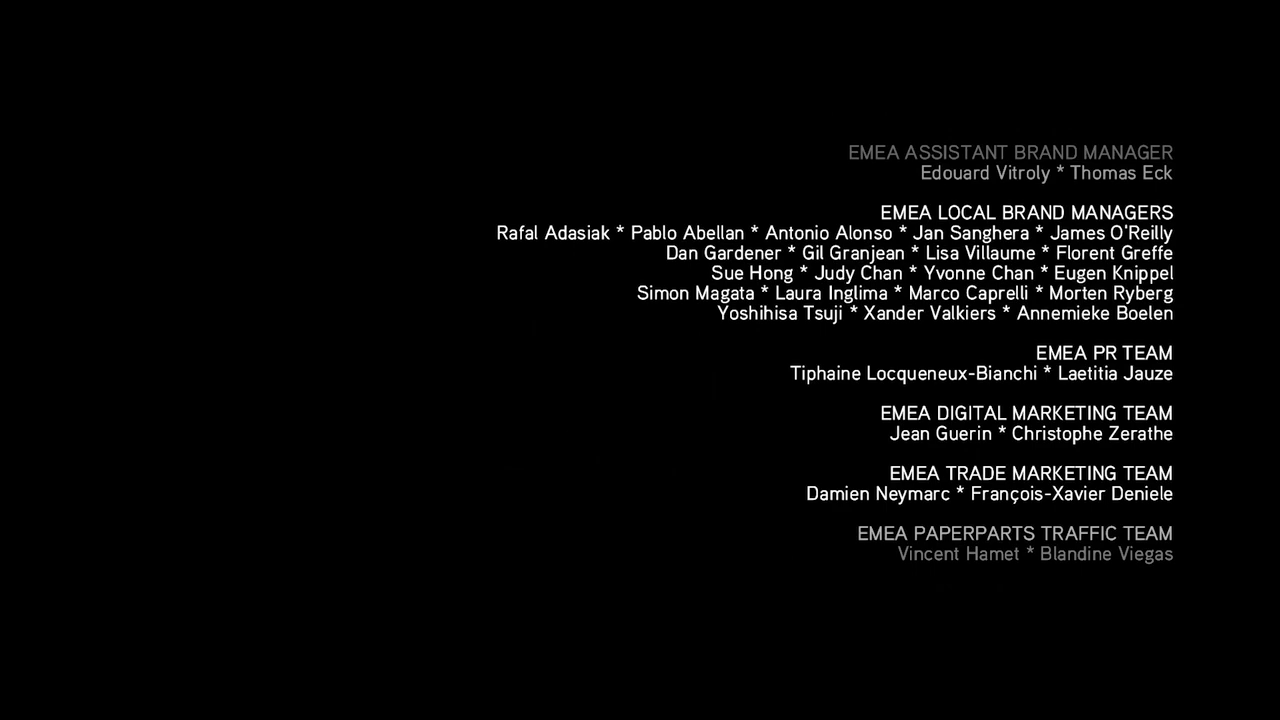 EMEA ASSISTANT BRAND MANAGER
Edouard Vitroly * Thomas Eck
EMEA LOCAL BRAND MANAGERS
Rafal Adasiak * Pablo Abellan * Antonio Alonso * Jan Sanghera * James O'Reilly
Dan Gardener * Gil Granjean * Lisa Villaume * Florent Greffe
Sue Hong * Judy Chan * Yvonne Chan * Eugen Knippel
Simon Magata * Laura Inglima * Marco Caprelli * Morten Ryberg
Yoshihisa Tsuji * Xander Valkiers * Annemieke Boelen
EMEA PR TEAM
Tiphaine Locqueneux-Bianchi * Laetitia Jauze
EMEA DIGITAL MARKETING TEAM
Jean Guerin * Christophe Zerathe
EMEA TRADE MARKETING TEAM
Damien Neymarc * François-Xavier Deniele
EMEA PAPERPARTS TRAFFIC TEAM
Vincent Hamet * Blandine Viegas